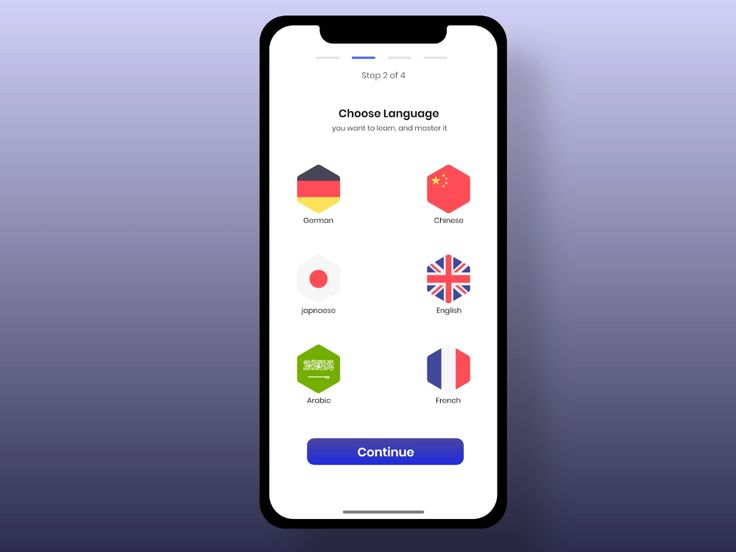 Step 2 of 4
Choose Language
you want to learn, and master it
German
Chinese
japnaese
English
Arabic
French
Continue